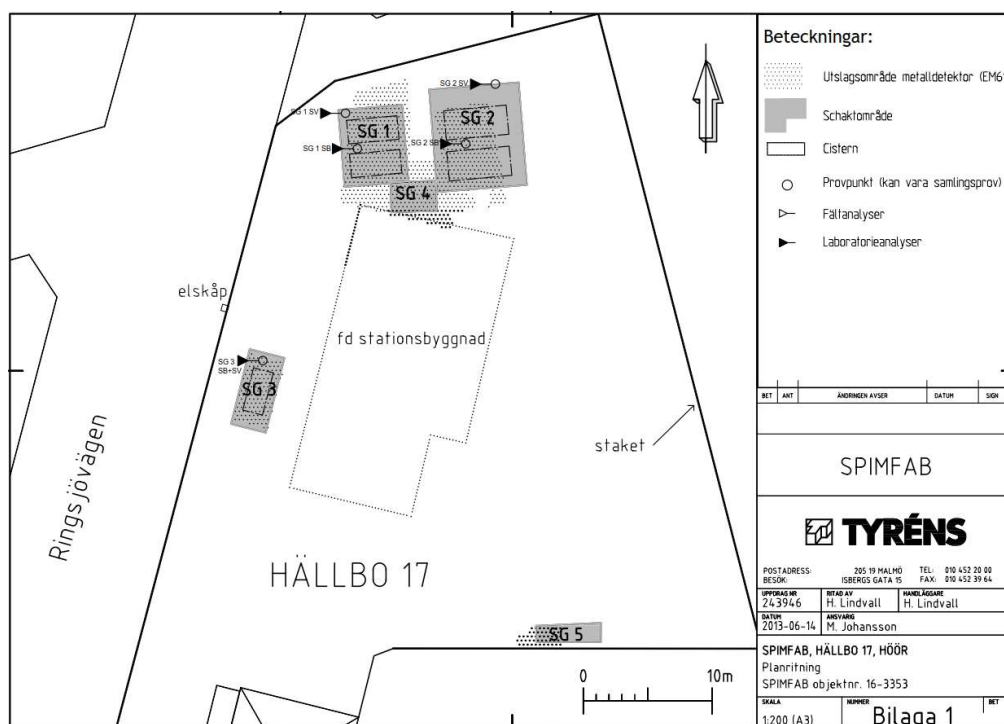 SG 1 SV
SG 2 SV
SG 1
SG 2
SG 1 SB
SG 2 SB
SG 4
elskåp
fd stationsbyggnad
SG 3
SB+SV
SG 3
staket
Ringsjövägen
HÄLLBO 17
SG 5
0
10m
Beteckningar:
Utslagsområde metalldetektor (EM6
Schaktområde
Cistern
Provpunkt (kan vara samlingsprov)
Fältanalyser
Laboratorieanalyser
BET ANT ÄNDRINGEN AVSER DATUM SIGN
SPIMFAB
TYRÉNS
POSTADRESS: 205 19 MALMÖ TEL: 010 452 20 00
BESÖK: ISBERGS GATA 15 FAX: 010 452 39 64
UPPDRAG NR RITAD AV HANDLÄGGARE
243946 H. Lindvall H. Lindvall
DATUM ANSVARIG
2013-06-14 M. Johansson
SPIMFAB, HÄLLBO 17, HÖÖR
Planritning
SPIMFAB objektnr. 16-3353
SKALA NUMMER BET
1:200 (A3) Bilaga 1